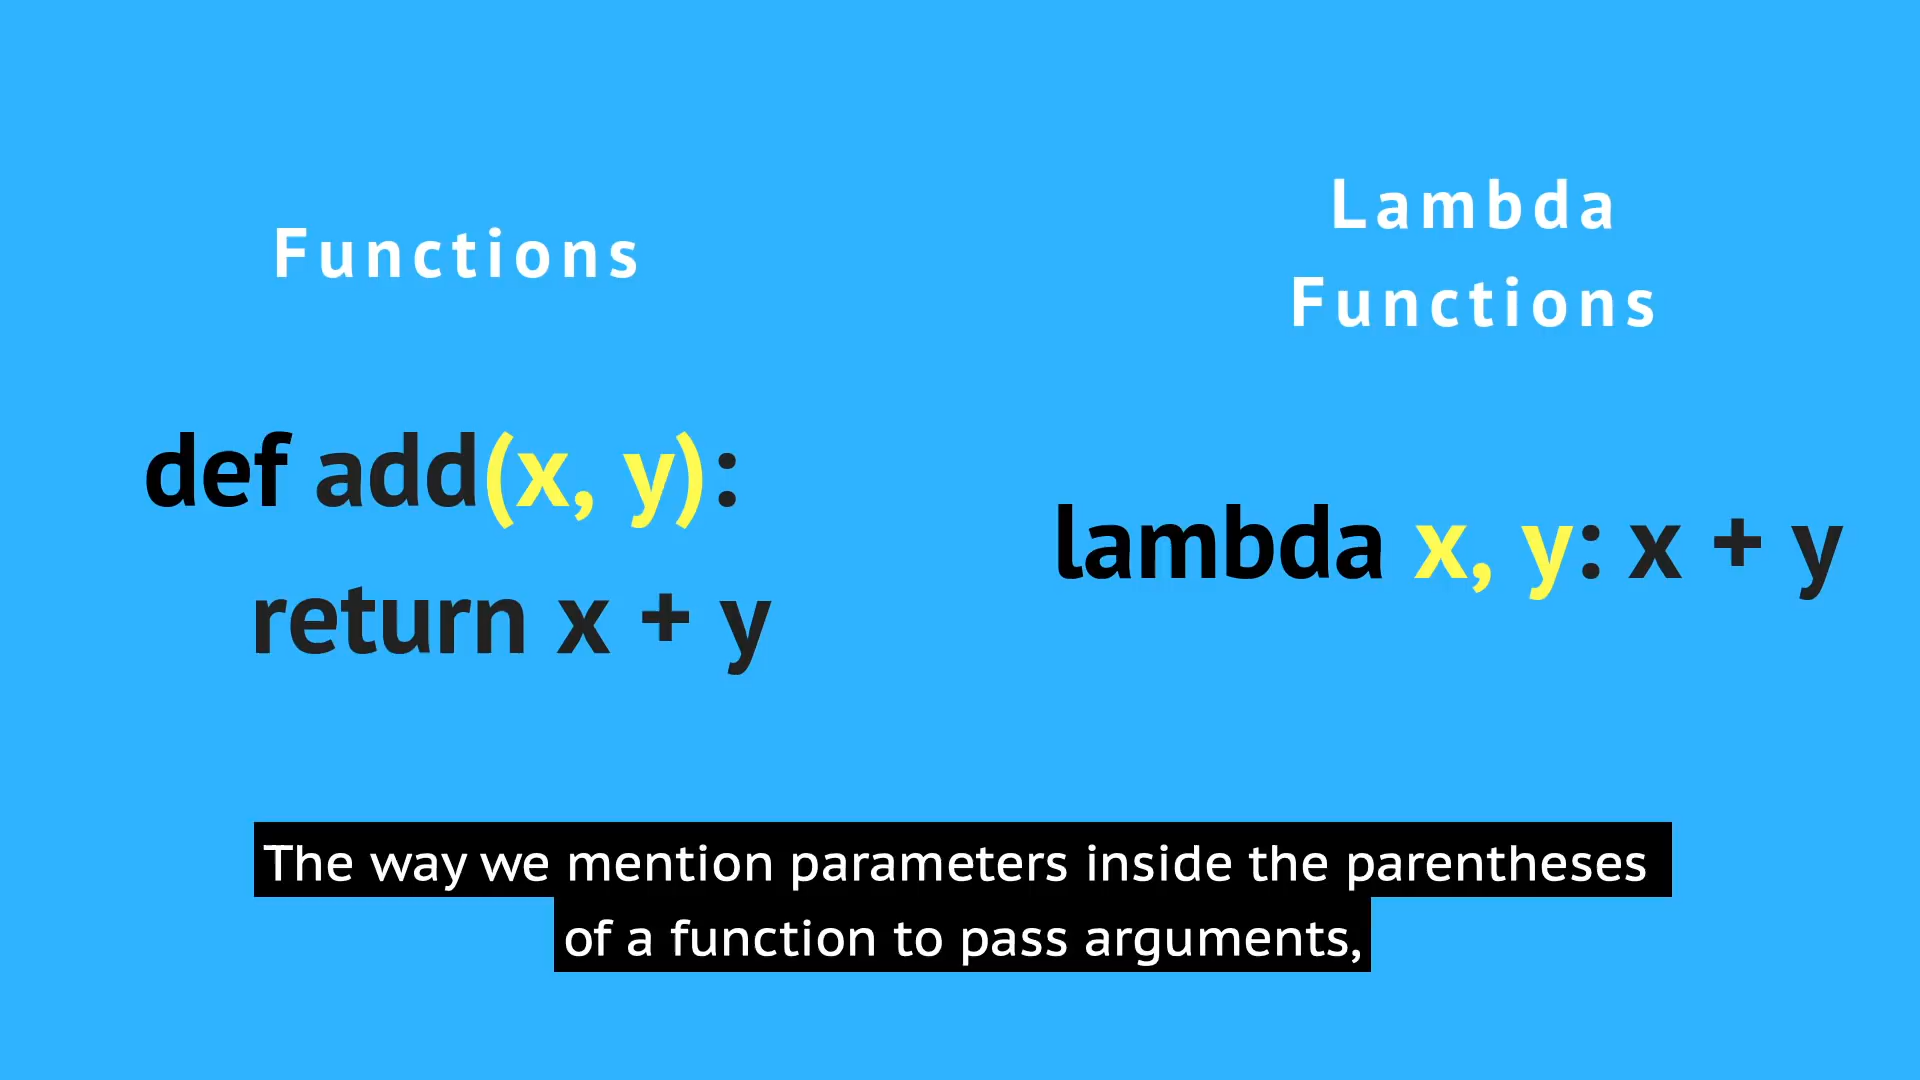 Functions
def add(x, y):
return x + y
Lambda
Functions
lambda x, y: x + y
The way we mention parameters inside the parentheses
of a function to pass arguments,